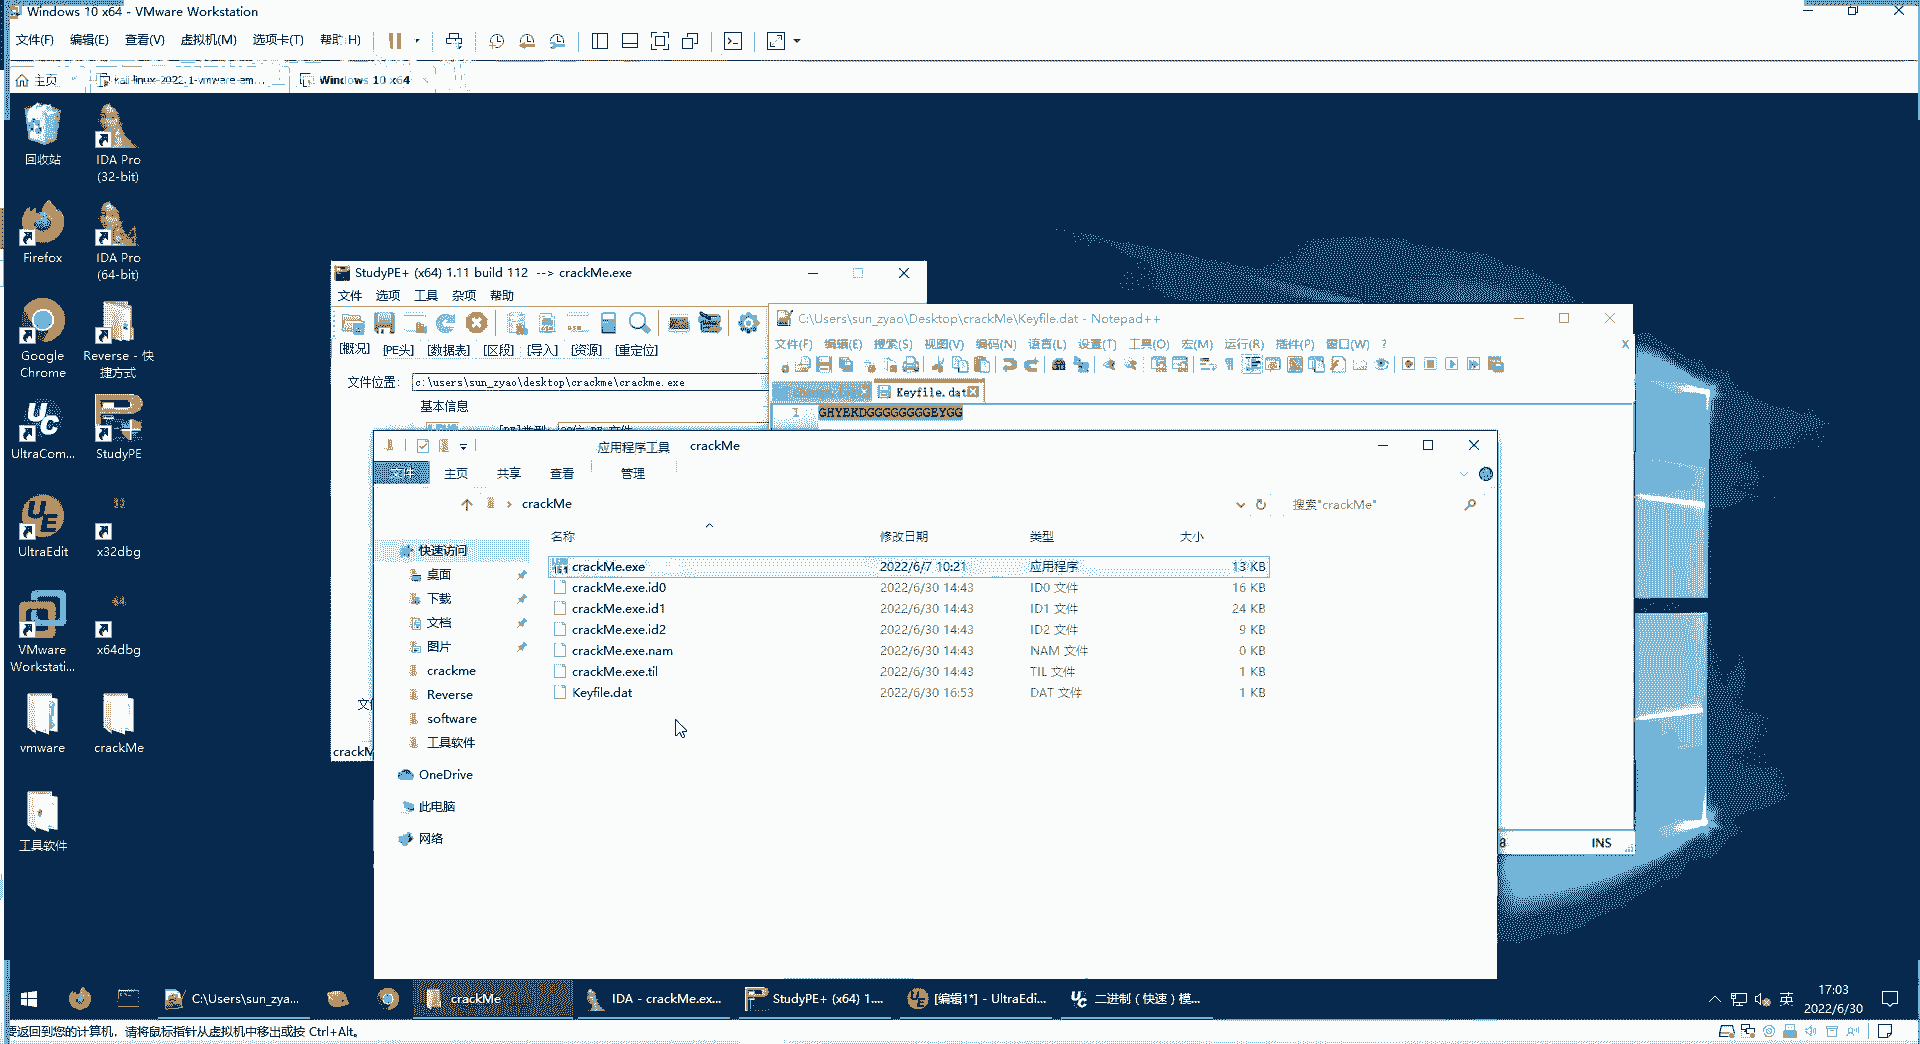 Windows 10 x64 - VMware Workstation
文件(F) 编辑(E) 查看(V) 虚拟机(M) 选项卡(T) 帮助(H)
主页 kali-linux-2022.1-vmware-am... Windows 10 x64
回收站
IDA Pro
(32-bit)
Firefox
IDA Pro
(64-bit)
Google
Chrome
Reverse - 快
捷方式
UltraCom...
StudyPE
UltraEdit
x32dbg
VMware
Workstati...
x64dbg
vmware
crackMe
工具软件
StudyPE+ (x64) 1.11 build 112 --> crackMe.exe
文件 选项 工具 杂项 帮助
[概况] [PE头] [数据表] [区段] [导入] [资源] [重定位]
文件位置: c:\users\sun_zyao\desktop\crackme\crackme.exe
基本信息
C:\Users\sun_zyao\Desktop\crackMe\Keyfile.dat - Notepad++
文件(F) 编辑(E) 搜索(S) 视图(V) 编码(N) 语言(L) 设置(T) 工具(O) 宏(M) 运行(R) 插件(P) 窗口(W) ? X
Keyfile.dat
1
INS
应用程序工具 crackMe
文件 主页 共享 查看 管理
crackMe
搜索"crackMe"
名称 修改日期 类型 大小
crackMe.exe 2022/6/7 10:21 应用程序 13 KB
crackMe.exe.id0 2022/6/30 14:43 ID0 文件 16 KB
crackMe.exe.id1 2022/6/30 14:43 ID1 文件 24 KB
crackMe.exe.id2 2022/6/30 14:43 ID2 文件 9 KB
crackMe.exe.nam 2022/6/30 14:43 NAM 文件 0 KB
crackMe.exe.til 2022/6/30 14:43 TIL 文件 1 KB
Keyfile.dat 2022/6/30 16:53 DAT 文件 1 KB
快速访问
桌面
下载
文档
图片
crackme
Reverse
software
工具软件
OneDrive
此电脑
网络
C:\Users\sun_zya...
crackMe
IDA - crackMe.ex...
StudyPE+ (x64) 1....
[编辑1*] - UltraEdi...
二进制 (快速) 模...
英
17:03
2022/6/30
要返回到您的计算机，请将鼠标指针从虚拟机中移出或按 Ctrl+Alt。